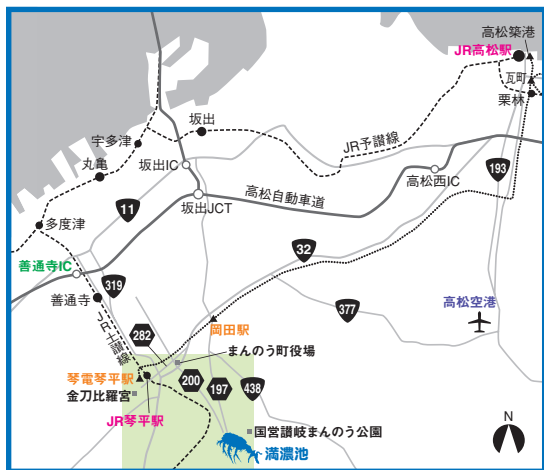 高松築港
JR高松駅
瓦町
栗林
坂出
宇多津
JR予讃線
丸亀
坂出IC
高松西IC
193
高松自動車道
坂出JCT
11
多度津
32
善通寺IC
319
善通寺
377
高松空港
JR土讃線
岡田駅
282
まんのう町役場
琴電琴平駅
200
197
438
金刀比羅宮
JR琴平駅
国営讃岐まんのう公園
満濃池
N